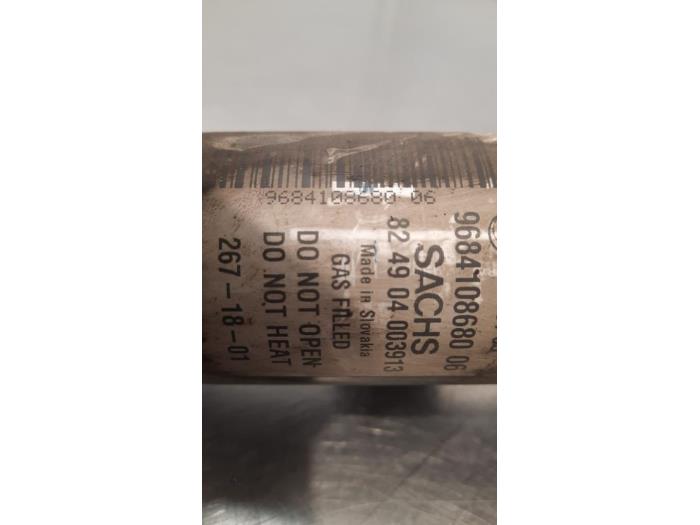 9684108680 06
9684108680 06
SACHS
82 49 04 003913
Made in Slovakia
GAS FILLED
DO NOT OPEN
DO NOT HEAT
267-18-01